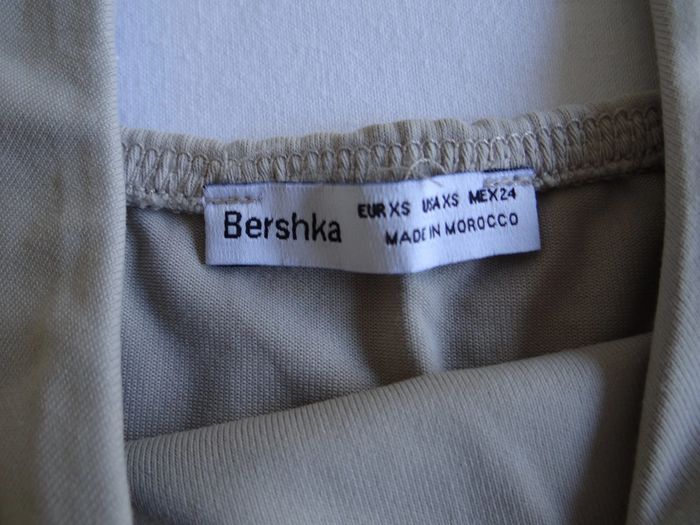 Bershka
EUR XS USA XS MEX 24
MADE IN MOROCCO